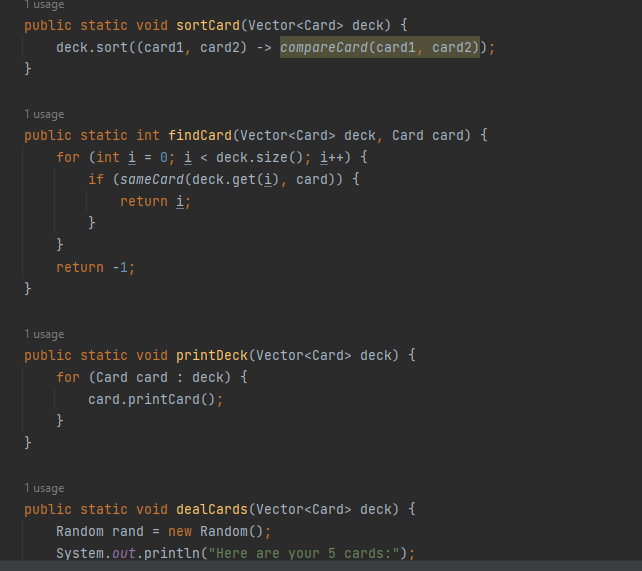 1 usage
public static void sortCard(Vector<Card> deck) {
    deck.sort((card1, card2) -> compareCard(card1, card2));
}
1 usage
public static int findCard(Vector<Card> deck, Card card) {
    for (int i = 0; i < deck.size(); i++) {
        if (sameCard(deck.get(i), card)) {
            return i;
        }
    }
    return -1;
}
1 usage
public static void printDeck(Vector<Card> deck) {
    for (Card card : deck) {
        card.printCard();
    }
}
1 usage
public static void dealCards(Vector<Card> deck) {
    Random rand = new Random();
    System.out.println("Here are your 5 cards:");